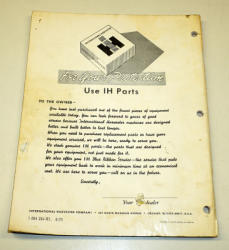 IH
For Your Protection
Use IH Parts
TO THE OWNER—
You have just purchased one of the finest pieces of equipment
available today. You can look forward to years of good
service because International Harvester machines are designed
better, and built better to last longer.
When you need to purchase replacement parts or have your
equipment serviced, we will be here, ready to serve you.
We stock genuine IH parts—the parts that are designed for
your equipment, not just made for it.
We also offer you IH Blue Ribbon Service—the service that puts
your equipment back to work in minimum time at an economical
cost. We are here to serve you—call on us in the future.
Sincerely,
Your IH dealer
INTERNATIONAL HARVESTER COMPANY
CHICAGO